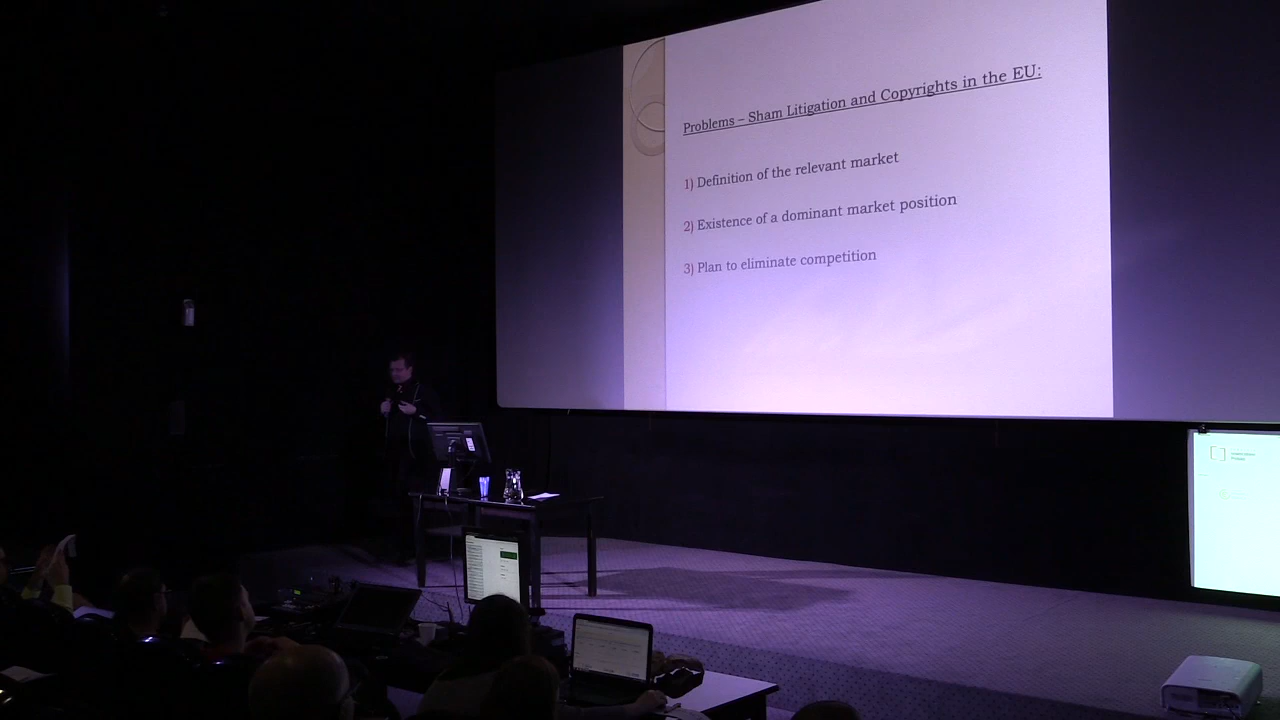 Problems – Sham Litigation and Copyrights in the EU:
1) Definition of the relevant market
2) Existence of a dominant market position
3) Plan to eliminate competition